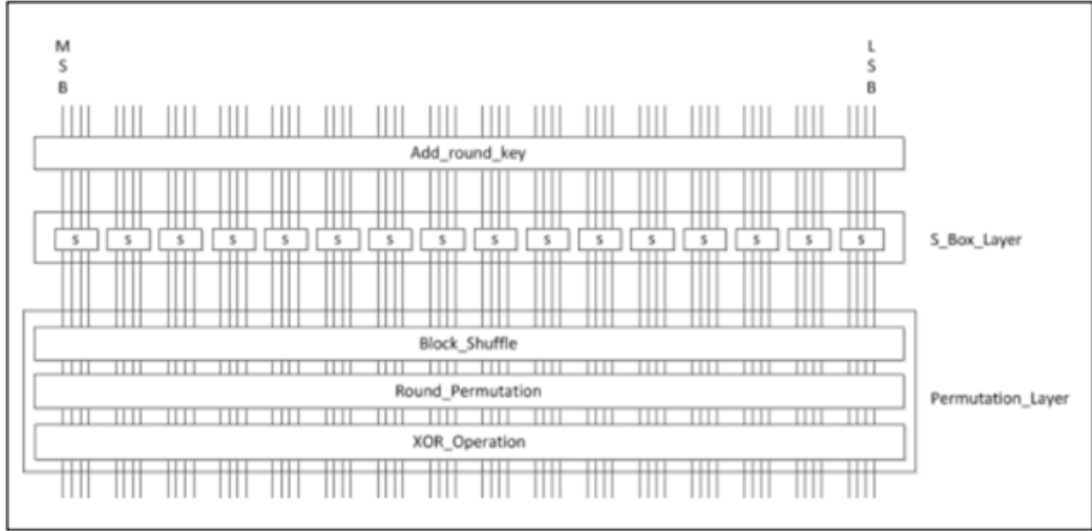 M L
S S
B B
Add_round_key
S S S S S S S S S S S S S S S S S_Box_Layer
Block_Shuffle
Round_Permutation Permutation_Layer
XOR_Operation